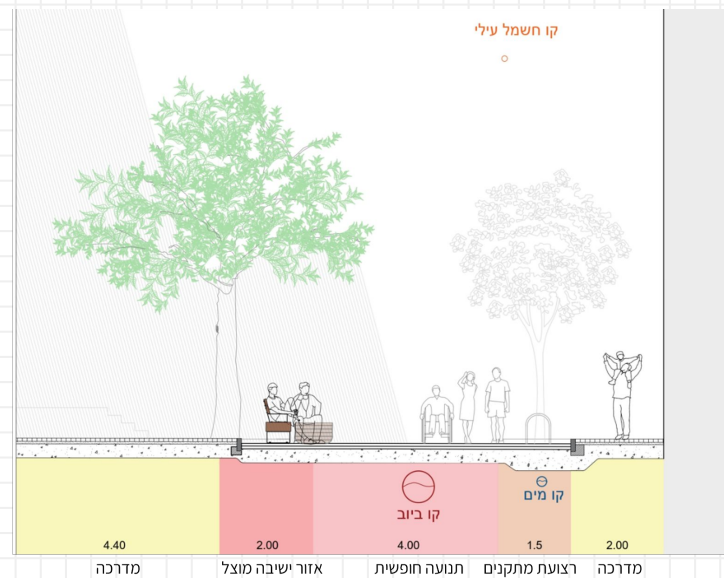 קו חשמל עילי
קו ביוב
קו מים
4.40
2.00
4.00
1.5
2.00
מדרכה
אזור ישיבה מוצל
תנועה חופשית
רצועת מתקנים
מדרכה